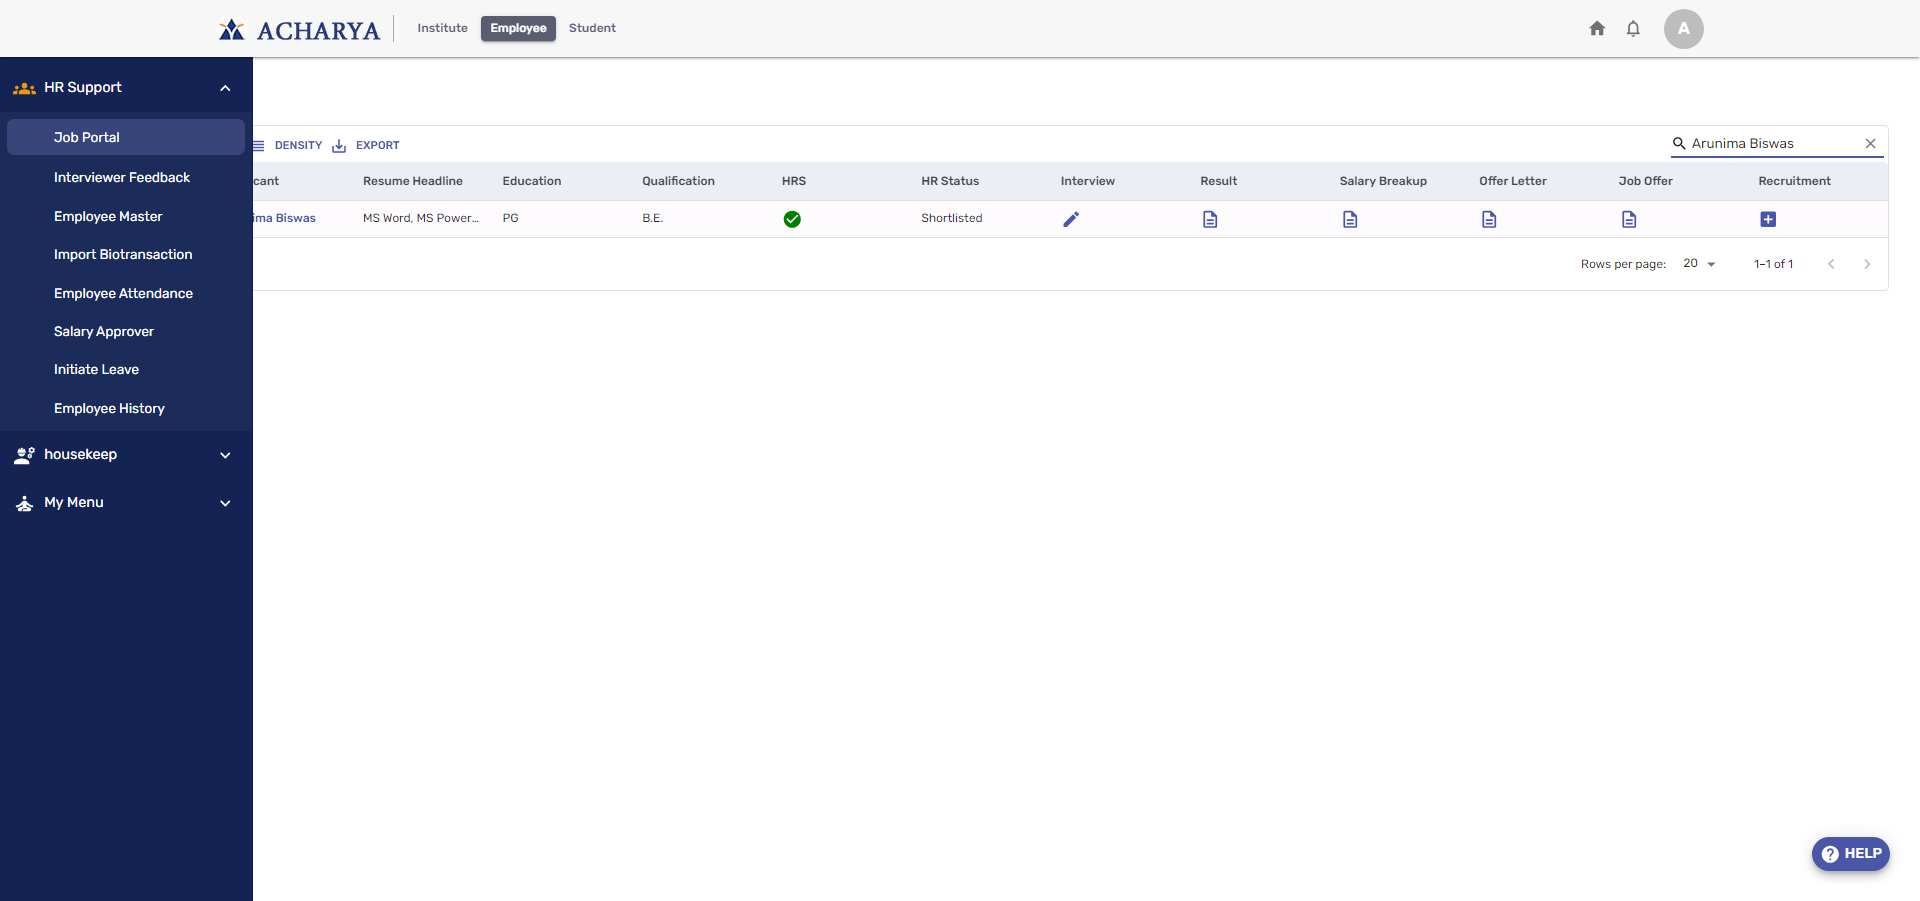 ACHARYA
Institute Employee Student
A
HR Support
Job Portal
Interviewer Feedback
Employee Master
Import Biotransaction
Employee Attendance
Salary Approver
Initiate Leave
Employee History
housekeep
My Menu
DENSITY EXPORT
Arunima Biswas
cant Resume Headline Education Qualification HRS HR Status Interview Result Salary Breakup Offer Letter Job Offer Recruitment
ima Biswas MS Word, MS Power... PG B.E. Shortlisted
Rows per page: 20 1–1 of 1
HELP